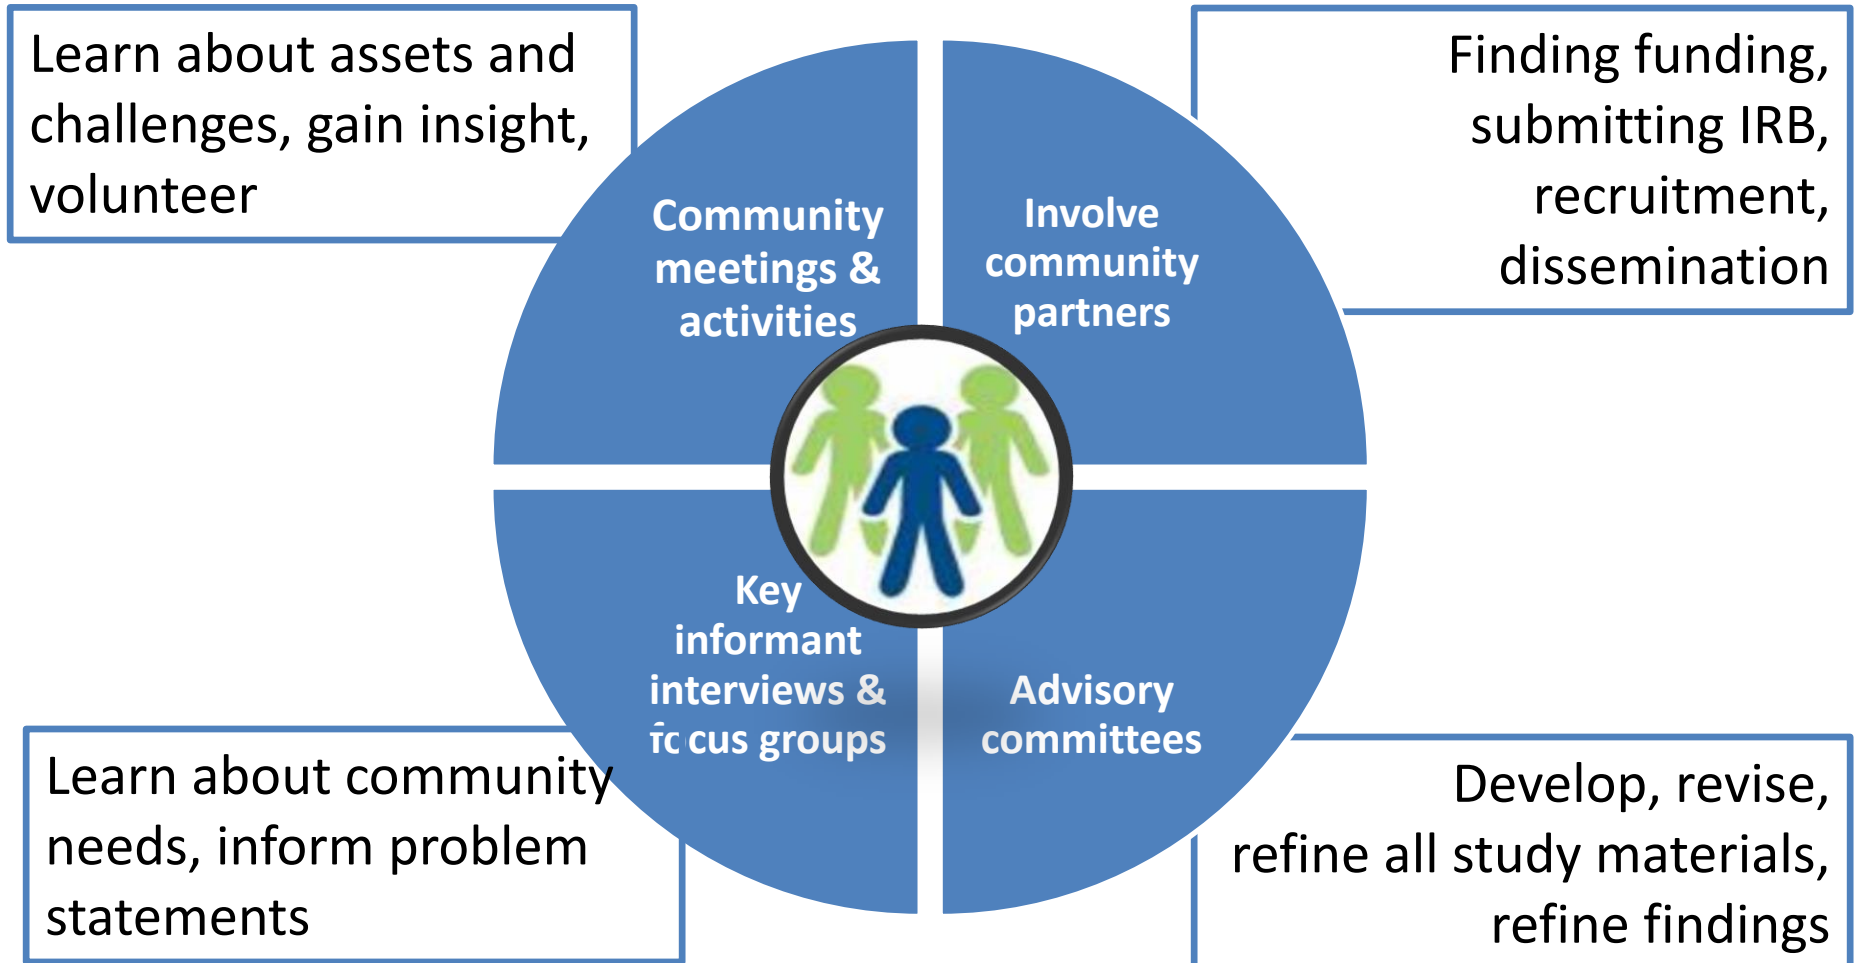 Learn about assets and
challenges, gain insight,
volunteer
Community
meetings &
activities
Involve
community
partners
Finding funding,
submitting IRB,
recruitment,
dissemination
Key
informant
interviews &
focus groups
Learn about community
needs, inform problem
statements
Advisory
committees
Develop, revise,
refine all study materials,
refine findings